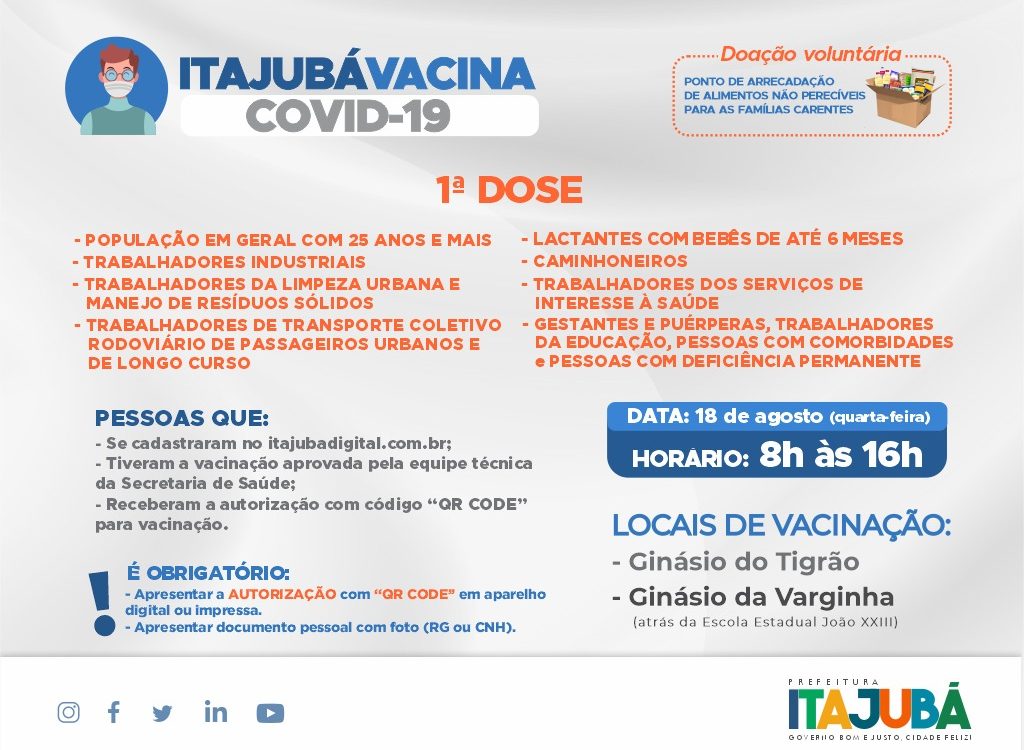 ITAJUBÁVACINA
COVID-19
Doação voluntária
PONTO DE ARRECADAÇÃO
DE ALIMENTOS NÃO PERECÍVEIS
PARA AS FAMÍLIAS CARENTES
1ª DOSE
- POPULAÇÃO EM GERAL COM 25 ANOS E MAIS
- TRABALHADORES INDUSTRIAIS
- TRABALHADORES DA LIMPEZA URBANA E
MANEJO DE RESÍDUOS SÓLIDOS
- TRABALHADORES DE TRANSPORTE COLETIVO
RODOVIÁRIO DE PASSAGEIROS URBANOS E
DE LONGO CURSO
- LACTANTES COM BEBÊS DE ATÉ 6 MESES
- CAMINHONEIROS
- TRABALHADORES DOS SERVIÇOS DE
INTERESSE À SAÚDE
- GESTANTES E PUÉRPERAS, TRABALHADORES
DA EDUCAÇÃO, PESSOAS COM COMORBIDADES
e PESSOAS COM DEFICIÊNCIA PERMANENTE
PESSOAS QUE:
- Se cadastraram no itajubadigital.com.br;
- Tiveram a vacinação aprovada pela equipe técnica
da Secretaria de Saúde;
- Receberam a autorização com código “QR CODE”
para vacinação.
! É OBRIGATÓRIO:
- Apresentar a AUTORIZAÇÃO com “QR CODE” em aparelho
digital ou impressa.
- Apresentar documento pessoal com foto (RG ou CNH).
DATA: 18 de agosto (quarta-feira)
HORÁRIO: 8h às 16h
LOCAIS DE VACINAÇÃO:
- Ginásio do Tigrão
- Ginásio da Varginha
(atrás da Escola Estadual João XXIII)
PREFEITURA
ITAJUBÁ
GOVERNO BOM E JUSTO, CIDADE FELIZ!